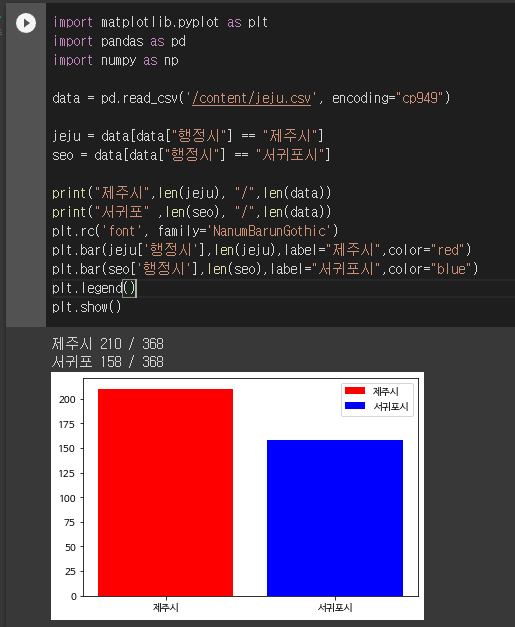 import matplotlib.pyplot as plt
import pandas as pd
import numpy as np
data = pd.read_csv('/content/jeju.csv', encoding="cp949")
jeju = data[data["행정시"] == "제주시"]
seo = data[data["행정시"] == "서귀포시"]
print("제주시",len(jeju), "/",len(data))
print("서귀포" ,len(seo), "/",len(data))
plt.rc('font', family='NanumBarunGothic')
plt.bar(jeju['행정시'],len(jeju),label="제주시",color="red")
plt.bar(seo['행정시'],len(seo),label="서귀포시",color="blue")
plt.legend()
plt.show()
제주시 210 / 368
서귀포 158 / 368
제주시
서귀포시
200
175
150
125
100
75
50
25
0
제주시 서귀포시